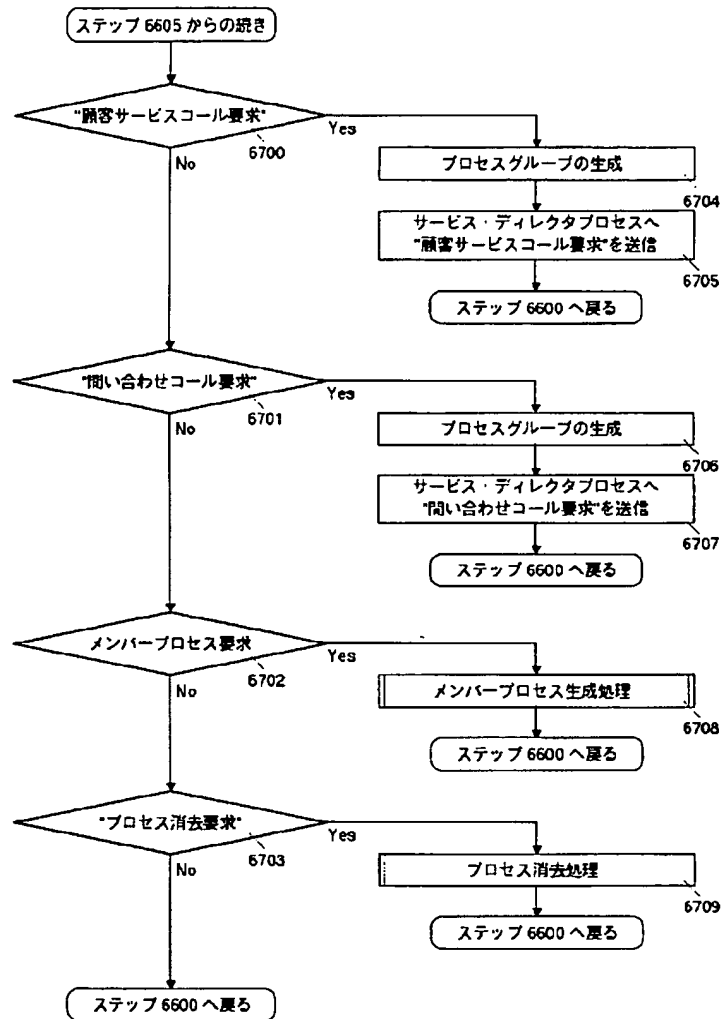 ステップ 6605 からの続き
"顧客サービスコール要求"
6700
Yes
No
プロセスグループの生成
6704
サービス・ディレクタプロセスへ
"顧客サービスコール要求"を送信
6705
ステップ 6600 へ戻る
"問い合わせコール要求"
6701
Yes
No
プロセスグループの生成
6706
サービス・ディレクタプロセスへ
"問い合わせコール要求"を送信
6707
ステップ 6600 へ戻る
メンバープロセス要求
6702
Yes
No
メンバープロセス生成処理
6708
ステップ 6600 へ戻る
"プロセス消去要求"
6703
Yes
No
プロセス消去処理
6709
ステップ 6600 へ戻る
ステップ 6600 へ戻る